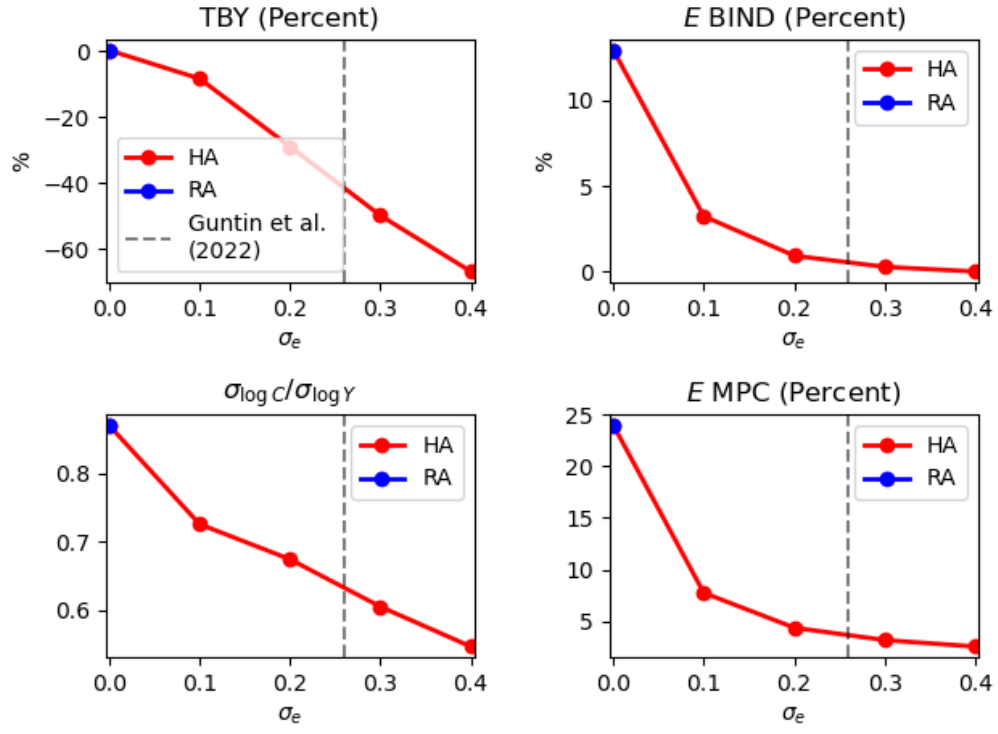 TBY (Percent)
0
−20
−40
−60
%
HA
RA
Guntin et al.
(2022)
0.0 0.1 0.2 0.3 0.4
σe
E BIND (Percent)
10
5
0
%
HA
RA
0.0 0.1 0.2 0.3 0.4
σe
σlog C/σlog Y
0.8
0.7
0.6
HA
RA
0.0 0.1 0.2 0.3 0.4
σe
E MPC (Percent)
25
20
15
10
5
HA
RA
0.0 0.1 0.2 0.3 0.4
σe